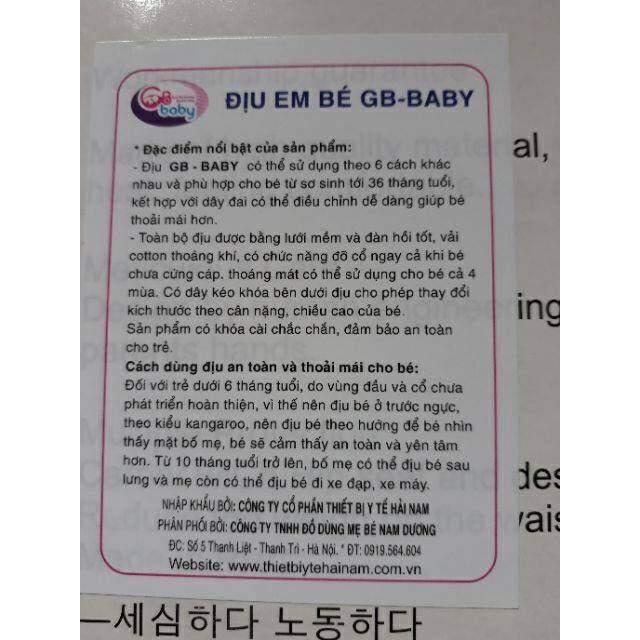 GB
baby
ĐỊU EM BÉ GB-BABY
* Đặc điểm nổi bật của sản phẩm:
- Địu GB - BABY có thể sử dụng theo 6 cách khác
nhau và phù hợp cho bé từ sơ sinh tới 36 tháng tuổi,
kết hợp với dây đai có thể điều chỉnh dễ dàng giúp bé
thoải mái hơn.
- Toàn bộ địu được bằng lưới mềm và đàn hồi tốt, vải
cotton thoáng khí, có chức năng đỡ cổ ngay cả khi bé
chưa cứng cáp. thoáng mát có thể sử dụng cho bé cả 4
mùa. Có dây kéo khóa bên dưới địu cho phép thay đổi
kích thước theo cân nặng, chiều cao của bé.
Sản phẩm có khóa cài chắc chắn, đảm bảo an toàn
cho trẻ.
Cách dùng địu an toàn và thoải mái cho bé:
Đối với trẻ dưới 6 tháng tuổi, do vùng đầu và cổ chưa
phát triển hoàn thiện, vì thế nên địu bé ở trước ngực,
theo kiểu kangaroo, nên địu bé theo hướng để bé nhìn
thấy mặt bố mẹ, bé sẽ cảm thấy an toàn và yên tâm
hơn. Từ 10 tháng tuổi trở lên, bố mẹ có thể địu bé sau
lưng và mẹ còn có thể địu bé đi xe đạp, xe máy.
NHẬP KHẨU BỞI: CÔNG TY CỔ PHẦN THIẾT BỊ Y TẾ HẢI NAM
PHÂN PHỐI BỞI: CÔNG TY TNHH ĐỒ DÙNG MẸ BÉ NAM DƯƠNG
ĐC: Số 5 Thanh Liệt - Thanh Trì - Hà Nội. * ĐT: 0919.564.604
Website: www.thietbiytehainam.com.vn
al,
ing
des
wais
—세심하다 노동하다